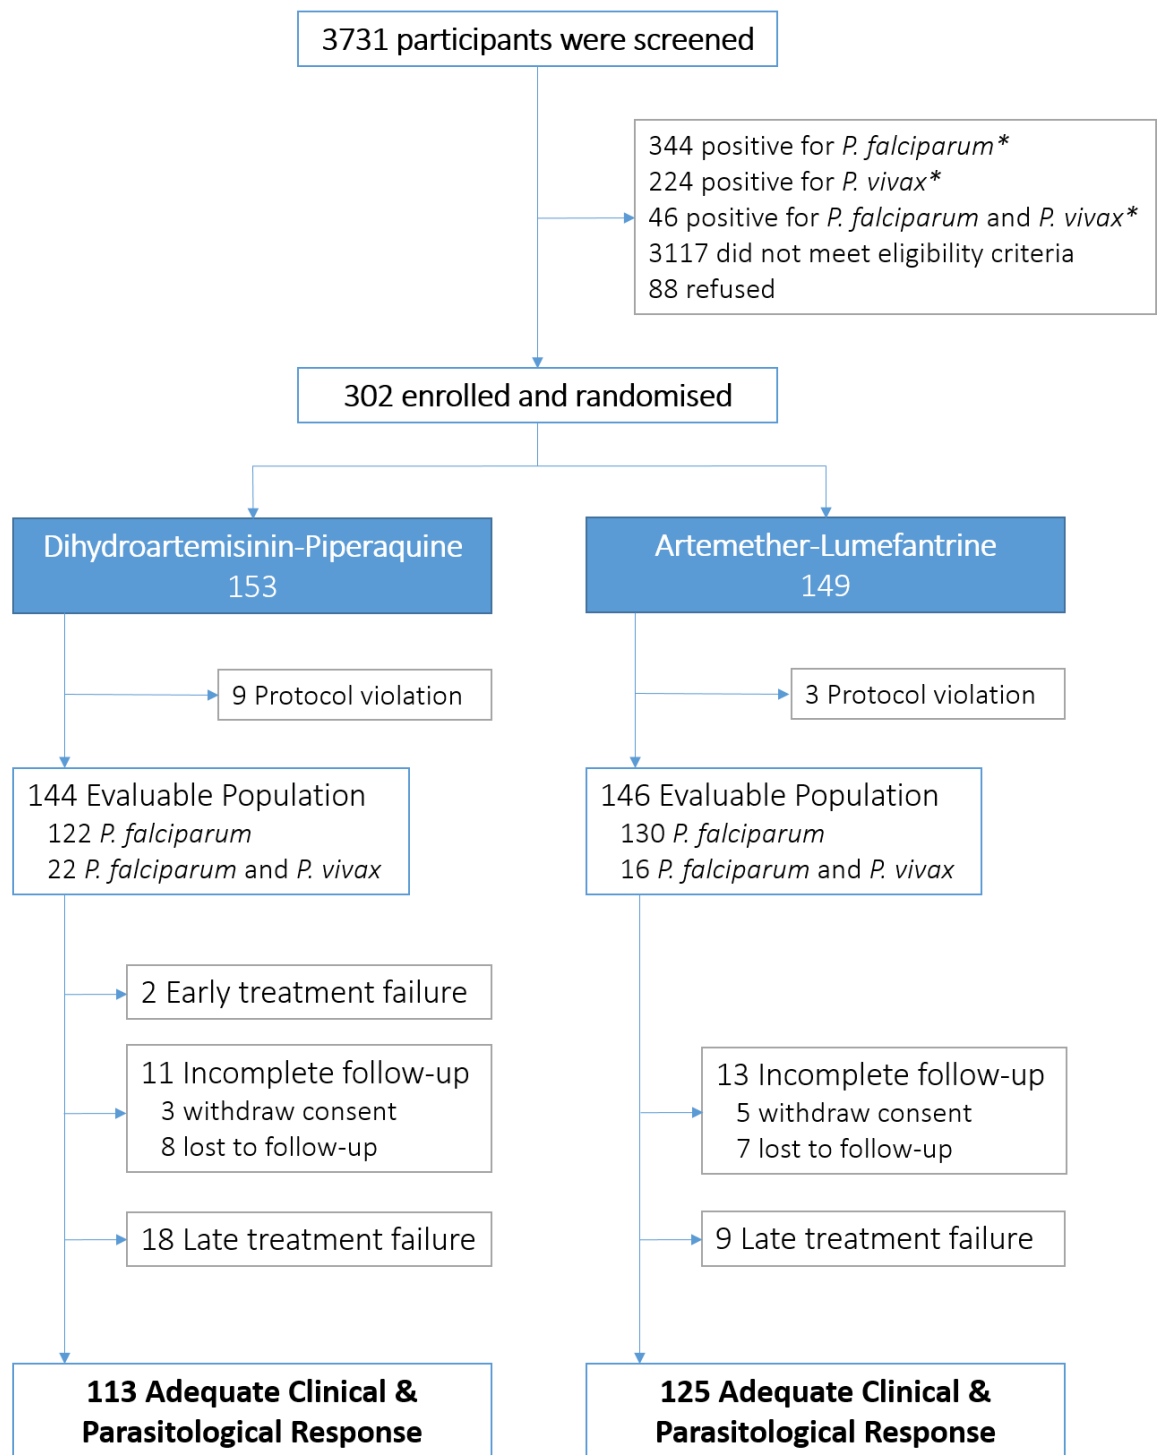 3731 participants were screened
344 positive for P. falciparum*
224 positive for P. vivax*
46 positive for P. falciparum and P. vivax*
3117 did not meet eligibility criteria
88 refused
302 enrolled and randomised
Dihydroartemisinin-Piperaquine
153
Artemether-Lumefantrine
149
9 Protocol violation
3 Protocol violation
144 Evaluable Population
122 P. falciparum
22 P. falciparum and P. vivax
146 Evaluable Population
130 P. falciparum
16 P. falciparum and P. vivax
2 Early treatment failure
11 Incomplete follow-up
3 withdraw consent
8 lost to follow-up
13 Incomplete follow-up
5 withdraw consent
7 lost to follow-up
18 Late treatment failure
9 Late treatment failure
113 Adequate Clinical &
Parasitological Response
125 Adequate Clinical &
Parasitological Response